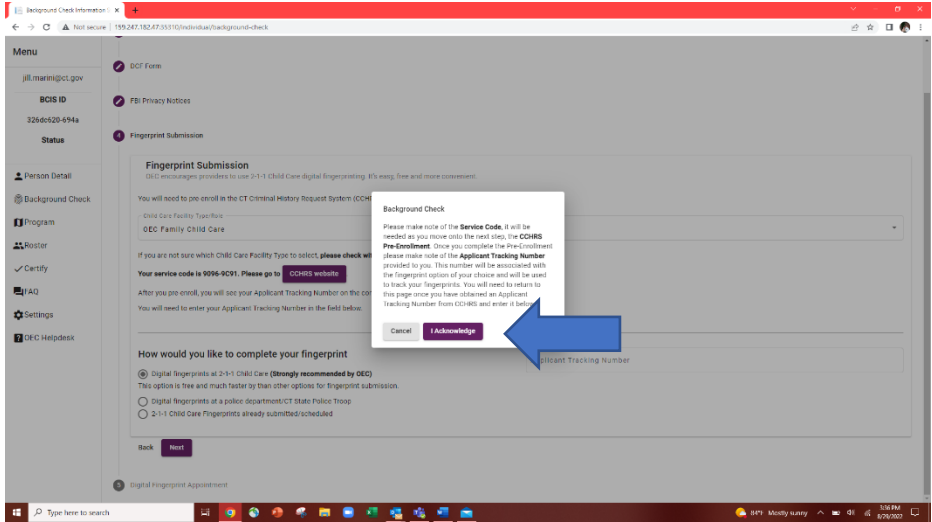 Background Check Information
Not secure | 159.247.182.47:35310/individual/background-check
Menu
jill.marini@ct.gov
BCIS ID
326dc620-694a
Status
Person Detail
Background Check
Program
Roster
Certify
FAQ
Settings
OEC Helpdesk
DCF Form
FBI Privacy Notices
4 Fingerprint Submission
Fingerprint Submission
OEC encourages providers to use 2-1-1 Child Care digital fingerprinting. It's easy, free and more convenient.
You will need to pre enroll in the CT Criminal History Request System (CCH
Child Care Facility Type/Role
OEC Family Child Care
If you are not sure which Child Care Facility Type to select, please check wi
Your service code is 9096-9C91. Please go to CCHRS website
After you pre enroll, you will see your Applicant Tracking Number on the co
You will need to enter your Applicant Tracking Number in the field below.
Background Check
Please make note of the Service Code, it will be
needed as you move onto the next step, the CCHRS
Pre-Enrollment. Once you complete the Pre-Enrollment
please make note of the Applicant Tracking Number
provided to you. This number will be associated with
the fingerprint option of your choice and will be used
to track your fingerprints. You will need to return to
this page once you have obtained an Applicant
Tracking Number from CCHRS and enter it below
Cancel
I Acknowledge
How would you like to complete your fingerprint
Digital fingerprints at 2-1-1 Child Care (Strongly recommended by OEC)
This option is free and much faster by than other options for fingerprint submission.
Digital fingerprints at a police department/CT State Police Troop
2-1-1 Child Care Fingerprints already submitted/scheduled
plicant Tracking Number
Back
Next
5 Digital Fingerprint Appointment
Type here to search
84°F Mostly sunny
3:36 PM
8/29/2022